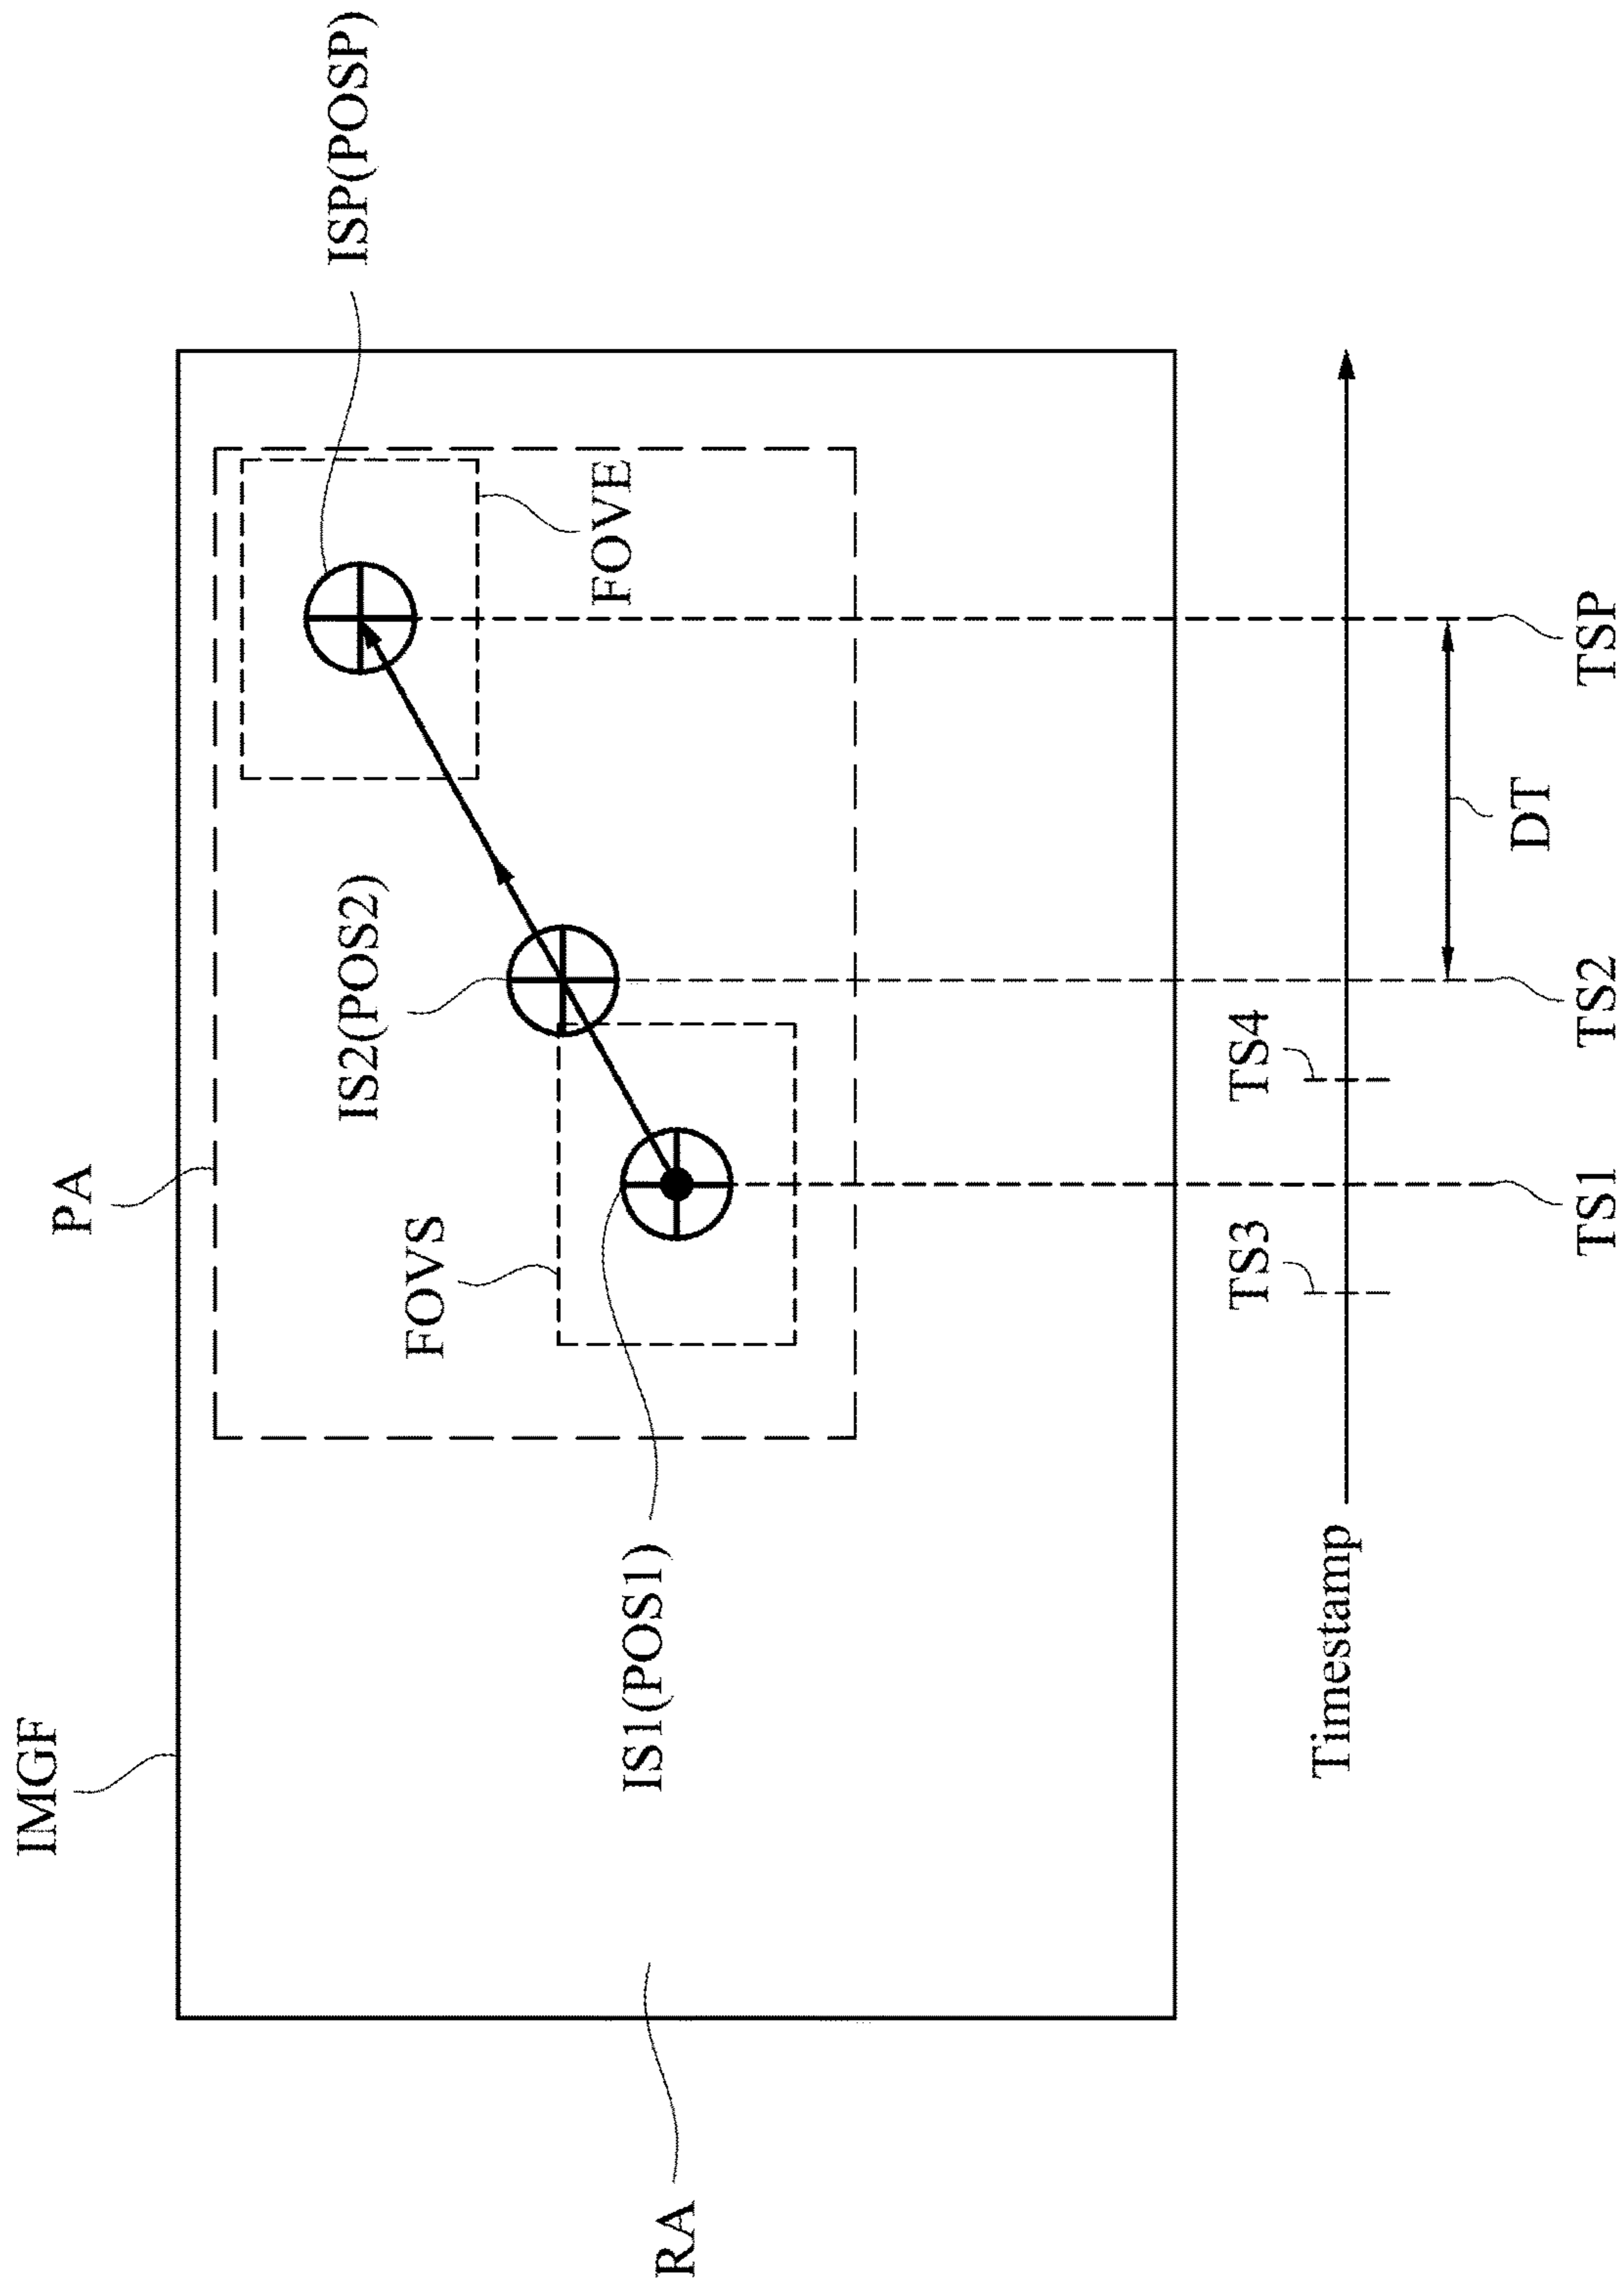 IMGF
PA
ISP(POSP)
IS2(POS2)
FOVE
FOVS
IS1(POS1)
RA
TS3
TS4
Timestamp
DT
TS1
TS2
TSP